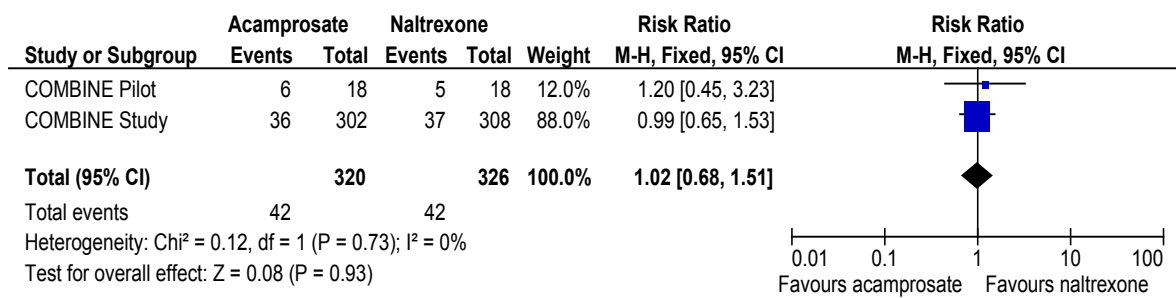 Acamprosate Naltrexone Risk Ratio Risk Ratio
Study or Subgroup Events Total Events Total Weight M-H, Fixed, 95% CI M-H, Fixed, 95% CI
COMBINE Pilot 6 18 5 18 12.0% 1.20 [0.45, 3.23]
COMBINE Study 36 302 37 308 88.0% 0.99 [0.65, 1.53]
Total (95% CI) 320 326 100.0% 1.02 [0.68, 1.51]
Total events 42 42
Heterogeneity: Chi² = 0.12, df = 1 (P = 0.73); I² = 0%
Test for overall effect: Z = 0.08 (P = 0.93)
0.01 0.1 1 10 100
Favours acamprosate Favours naltrexone